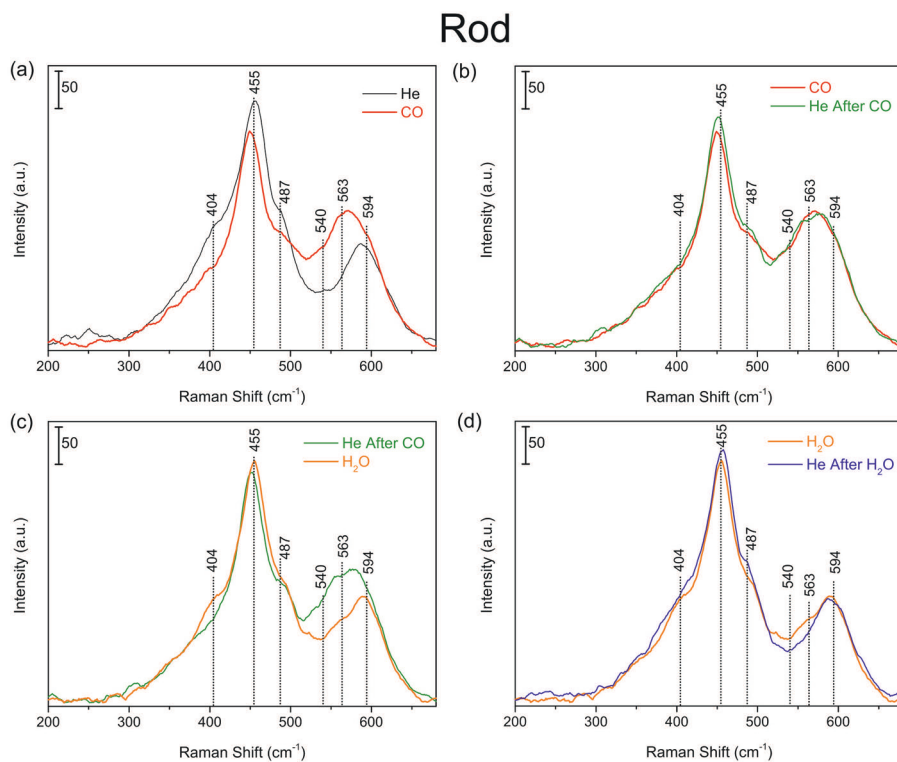 Rod
(a)
50
He
CO
404
455
487
540
563
594
Intensity (a.u.)
200
300
400
500
600
Raman Shift (cm⁻¹)
(b)
50
CO
He After CO
404
455
487
540
563
594
Intensity (a.u.)
200
300
400
500
600
Raman Shift (cm⁻¹)
(c)
50
He After CO
H₂O
404
455
487
540
563
594
Intensity (a.u.)
200
300
400
500
600
Raman Shift (cm⁻¹)
(d)
50
H₂O
He After H₂O
404
455
487
540
563
594
Intensity (a.u.)
200
300
400
500
600
Raman Shift (cm⁻¹)